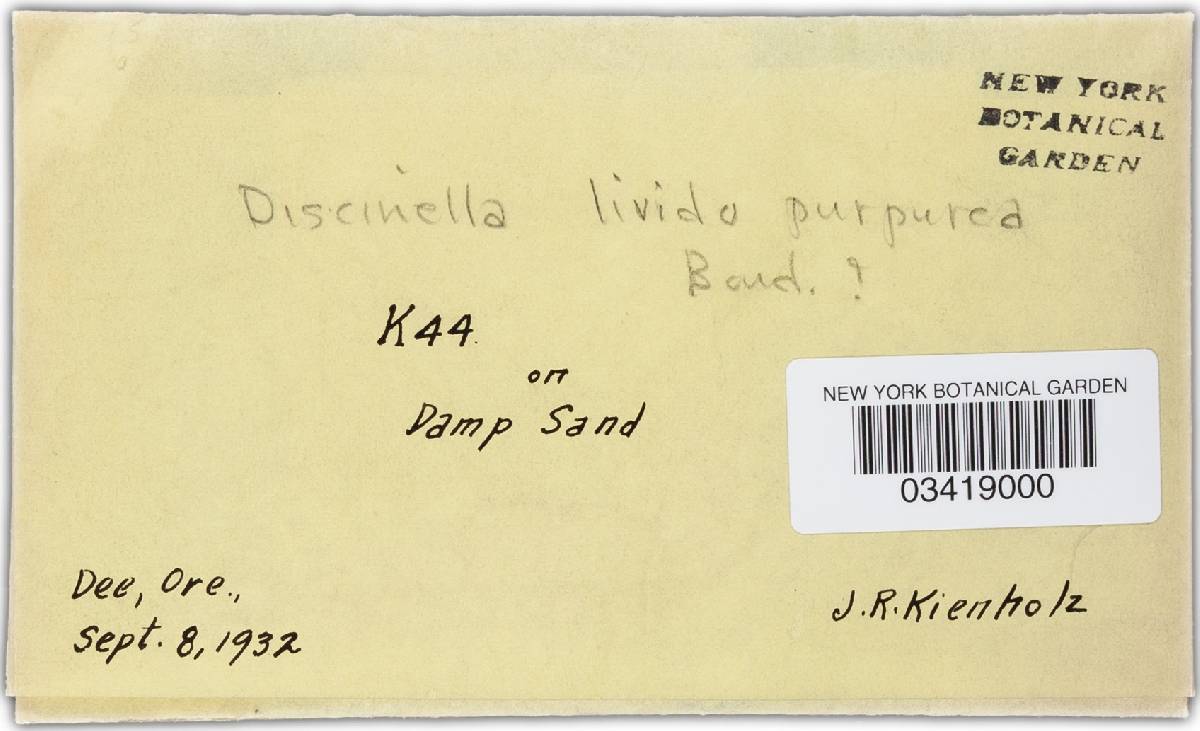 NEW YORK
BOTANICAL
GARDEN
Discinella livido purpurea
Boud. ?
K44
on
Damp Sand
NEW YORK BOTANICAL GARDEN
03419000
Dee, Ore.,
Sept. 8, 1932
J.R. Kienholz